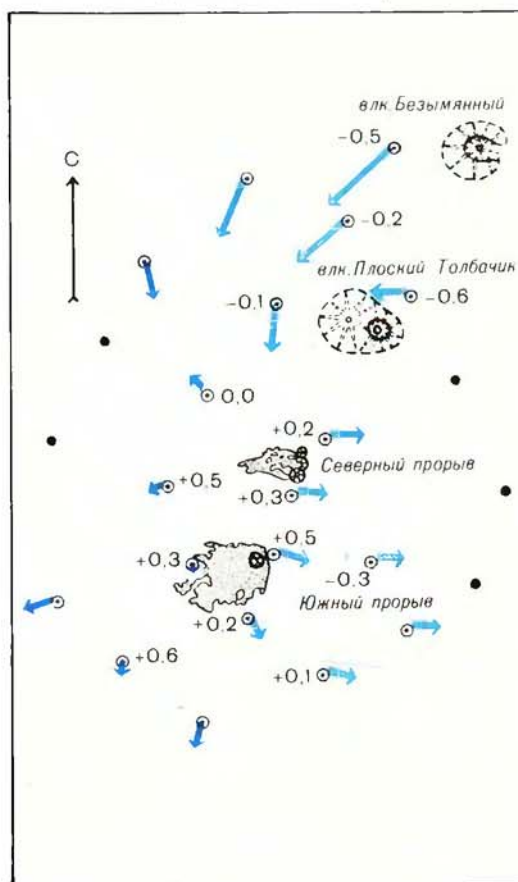 влк. Безымянный
-0,5
С
-0,2
влк. Плоский Толбачик
-0,1
-0,6
0,0
+0,2
Северный прорыв
+0,5
+0,3
+0,5
+0,3
-0,3
Южный прорыв
+0,2
+0,6
+0,1